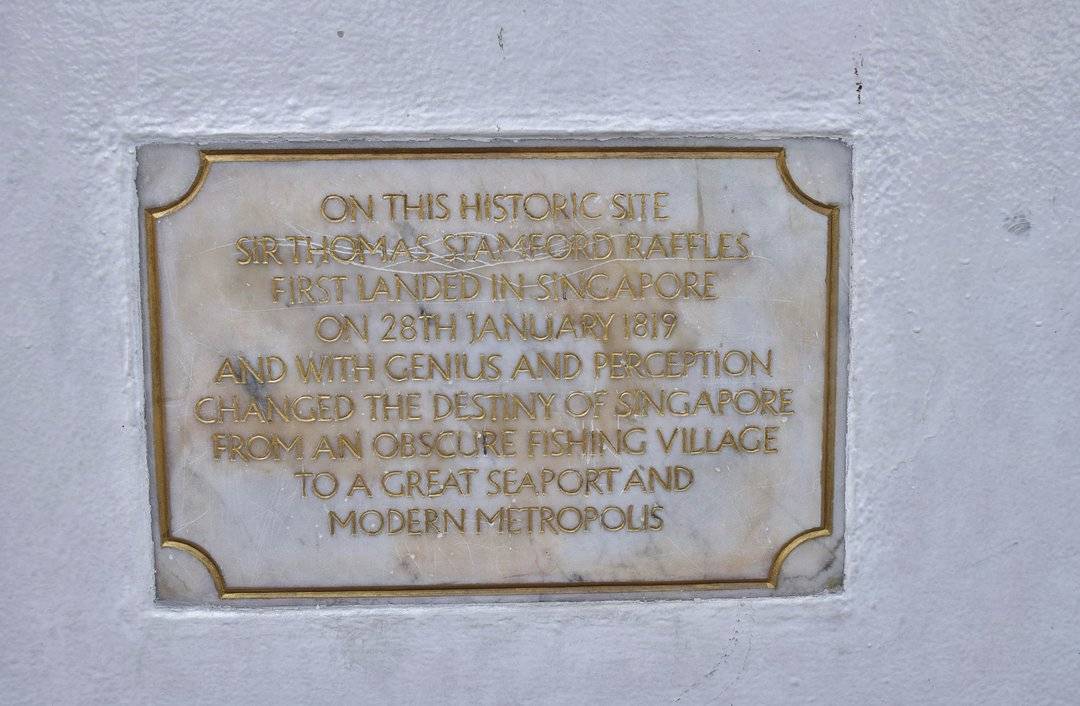 ON THIS HISTORIC SITE
SIR THOMAS STAMFORD RAFFLES
FIRST LANDED IN SINGAPORE
ON 28TH JANUARY 1819
AND WITH GENIUS AND PERCEPTION
CHANGED THE DESTINY OF SINGAPORE
FROM AN OBSCURE FISHING VILLAGE
TO A GREAT SEAPORT AND
MODERN METROPOLIS